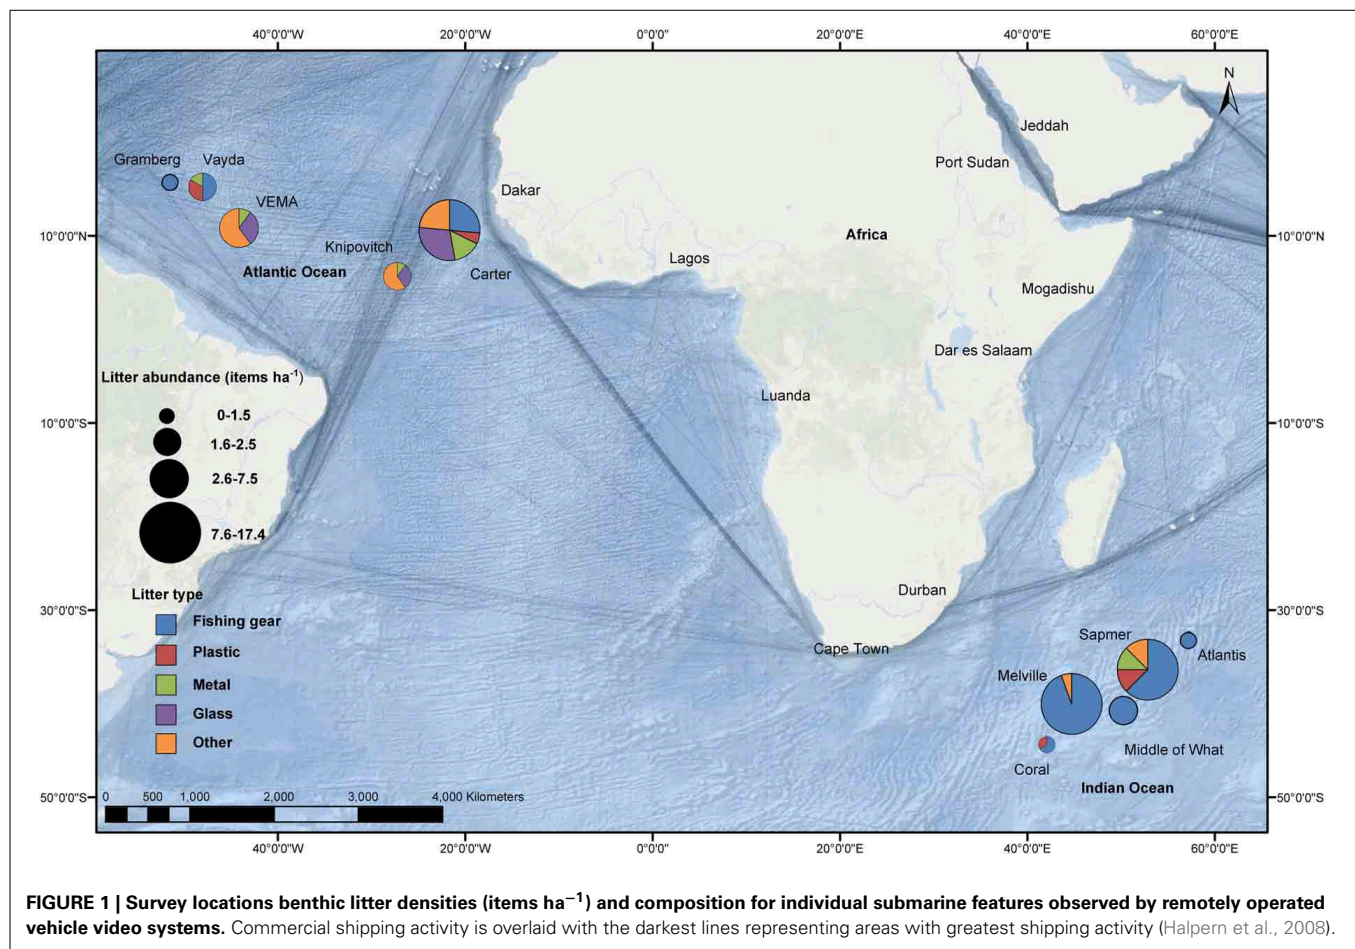 40°0'0"W 20°0'0"W 0°0'0" 20°0'0"E 40°0'0"E 60°0'0"E
N
Jeddah
Gramberg Vayda
Port Sudan
Dakar
VEMA
10°0'0"N Knipovitch Africa 10°0'0"N
Lagos
Atlantic Ocean Carter
Mogadishu
Dar es Salaam
Litter abundance (items ha-1)
Luanda
0-1.5
10°0'0"S 10°0'0"S
1.6-2.5
2.6-7.5
7.6-17.4
Durban
Litter type
30°0'0"S 30°0'0"S
Fishing gear
Sapmer
Cape Town
Atlantis
Plastic
Melville
Metal
Glass
Other
Middle of What
Coral
Indian Ocean
0 500 1,000 2,000 3,000 4,000 Kilometers
50°0'0"S 50°0'0"S
40°0'0"W 20°0'0"W 0°0'0" 20°0'0"E 40°0'0"E 60°0'0"E
FIGURE 1 | Survey locations benthic litter densities (items ha−1) and composition for individual submarine features observed by remotely operated
vehicle video systems. Commercial shipping activity is overlaid with the darkest lines representing areas with greatest shipping activity (Halpern et al., 2008).